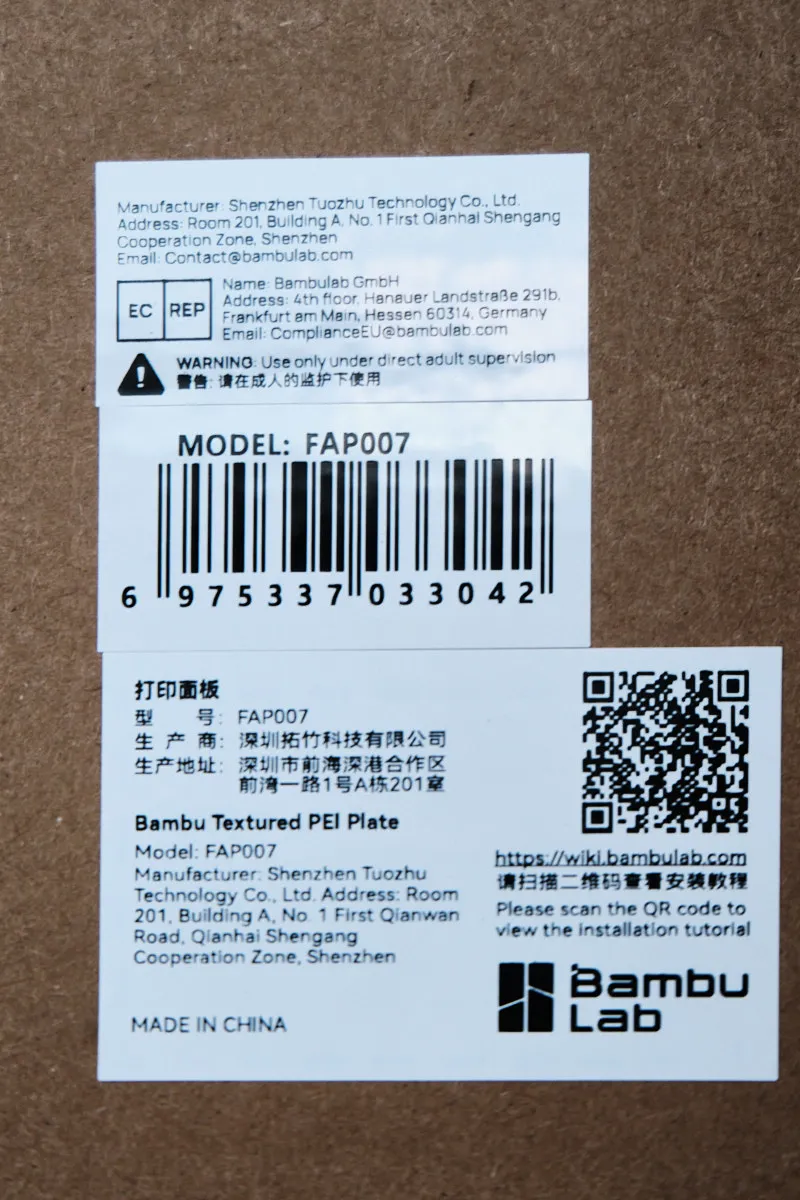 Manufacturer: Shenzhen Tuozhu Technology Co., Ltd.
Address: Room 201, Building A, No. 1 First Qianhai Shengang
Cooperation Zone, Shenzhen
Email: Contact@bambulab.com
EC REP
Name: Bambulab GmbH
Address: 4th floor, Hanauer Landstraße 291b,
Frankfurt am Main, Hessen 60314, Germany
Email: ComplianceEU@bambulab.com
WARNING: Use only under direct adult supervision
警告: 请在成人的监护下使用
MODEL: FAP007
6 975337 033042
打印面板
型 号: FAP007
生 产 商: 深圳拓竹科技有限公司
生产地址: 深圳市前海深港合作区
前湾一路1号A栋201室
Bambu Textured PEI Plate
Model: FAP007
Manufacturer: Shenzhen Tuozhu
Technology Co., Ltd. Address: Room
201, Building A, No. 1 First Qianwan
Road, Qianhai Shengang
Cooperation Zone, Shenzhen
MADE IN CHINA
https://wiki.bambulab.com
请扫描二维码查看安装教程
Please scan the QR code to
view the installation tutorial
Bambu
Lab